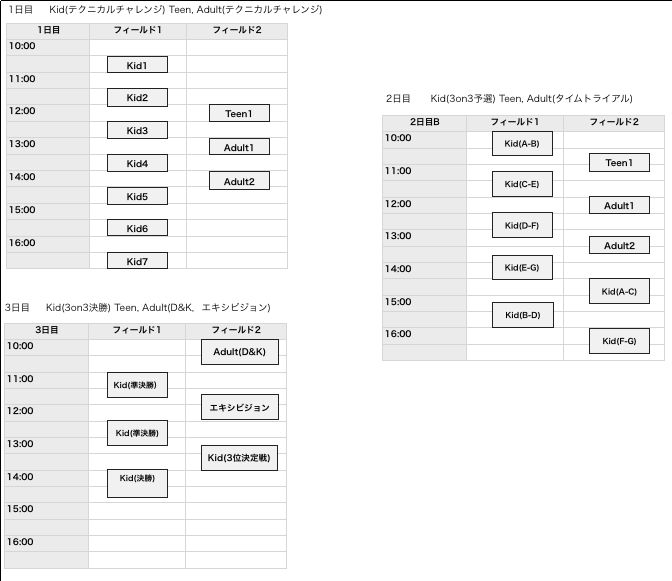 1日目 Kid(テクニカルチャレンジ) Teen, Adult(テクニカルチャレンジ)
1日目 フィールド1 フィールド2
10:00
Kid1
11:00
Kid2
12:00
Teen1
Kid3
13:00
Adult1
Kid4
14:00
Adult2
Kid5
15:00
Kid6
16:00
Kid7
2日目 Kid(3on3予選) Teen, Adult(タイムトライアル)
2日目B フィールド1 フィールド2
10:00
Kid(A-B)
Teen1
11:00
Kid(C-E)
12:00
Adult1
Kid(D-F)
13:00
Adult2
14:00
Kid(E-G)
Kid(A-C)
15:00
Kid(B-D)
16:00
Kid(F-G)
3日目 Kid(3on3決勝) Teen, Adult(D&K、エキシビジョン)
3日目 フィールド1 フィールド2
10:00
Adult(D&K)
11:00
Kid(準決勝)
12:00
エキシビジョン
Kid(準決勝)
13:00
Kid(3位決定戦)
14:00
Kid(決勝)
15:00
16:00